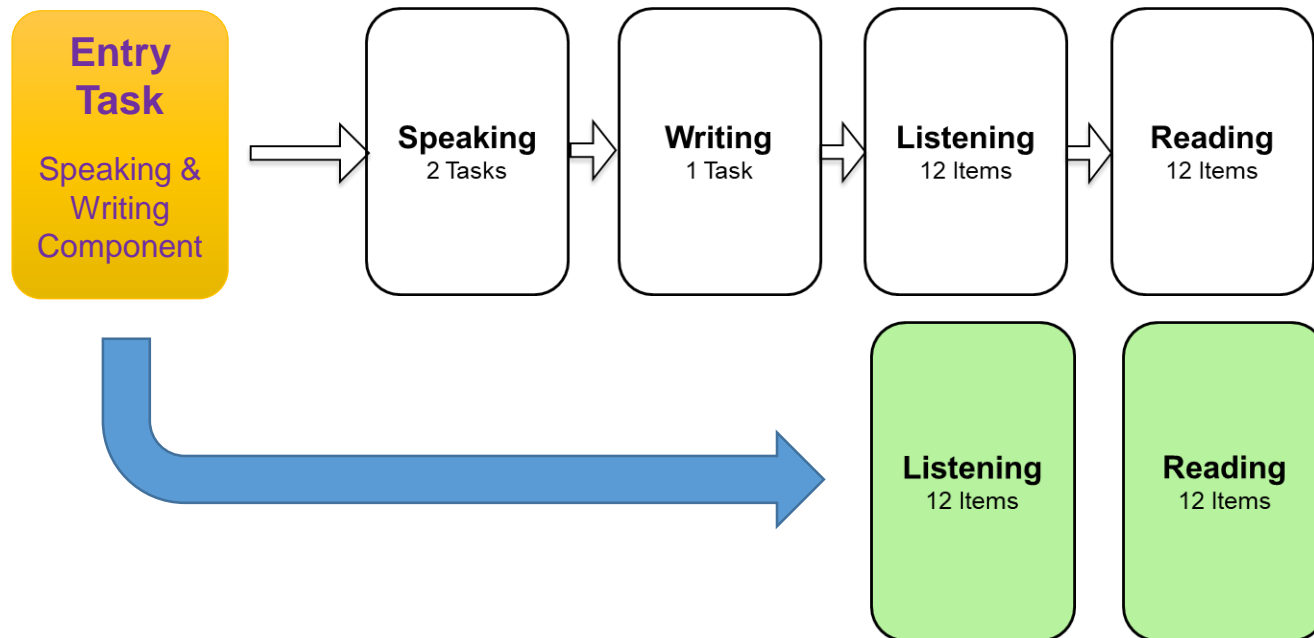 Entry
Task
Speaking &
Writing
Component
Speaking
2 Tasks
Writing
1 Task
Listening
12 Items
Reading
12 Items
Listening
12 Items
Reading
12 Items